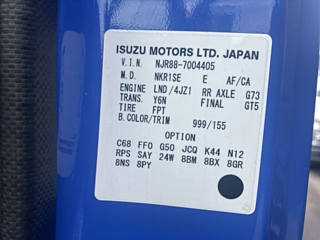 ISUZU MOTORS LTD. JAPAN
V.I.N. NJR88-7004405
M.D. NKR1SE E AF/CA
ENGINE LND/4JZ1 RR AXLE G73
TRANS. Y6N FINAL GT5
TIRE FPT
B.COLOR/TRIM 999/155
OPTION
C68 FFO G50 JCQ K44 N12
RPS SAY 24W 8BM 8BX 8GR
8NS 8PY